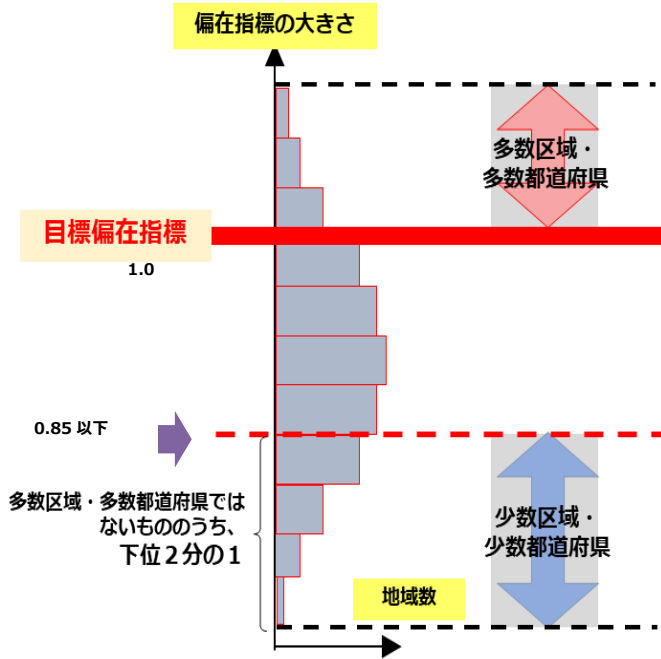 偏在指標の大きさ
多数区域・
多数都道府県
目標偏在指標
1.0
0.85 以下
多数区域・多数都道府県では
ないもののうち、
下位２分の１
少数区域・
少数都道府県
地域数